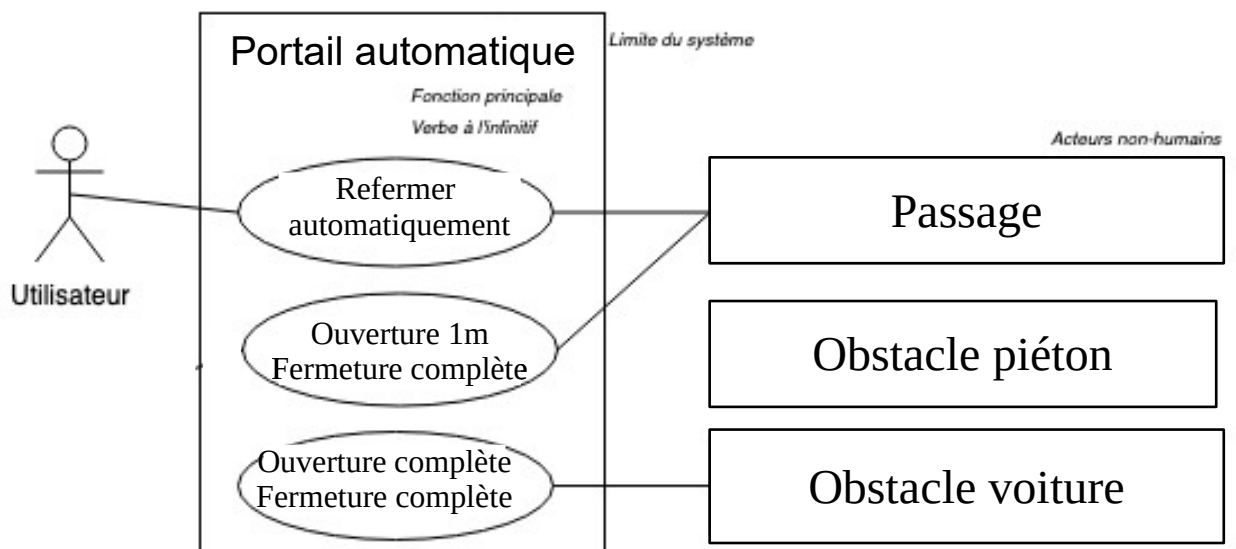 Portail automatique
Limite du système
Fonction principale
Verbe à l'infinitif
Acteurs non-humains
Refermer
automatiquement
Passage
Utilisateur
Ouverture 1m
Fermeture complète
Obstacle piéton
Ouverture complète
Fermeture complète
Obstacle voiture